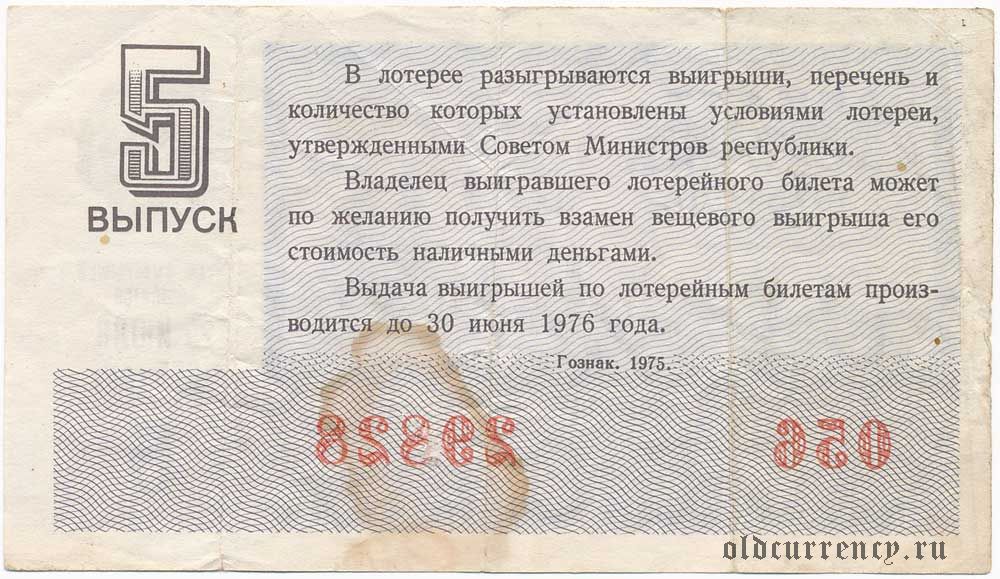 5
ВЫПУСК
В лотерее разыгрываются выигрыши, перечень и
количество которых установлены условиями лотереи,
утвержденными Советом Министров республики.
Владелец выигравшего лотерейного билета может
по желанию получить взамен вещевого выигрыша его
стоимость наличными деньгами.
Выдача выигрышей по лотерейным билетам произ-
водится до 30 июня 1976 года.
Гознак. 1975.
29828 056
oldcurrency.ru